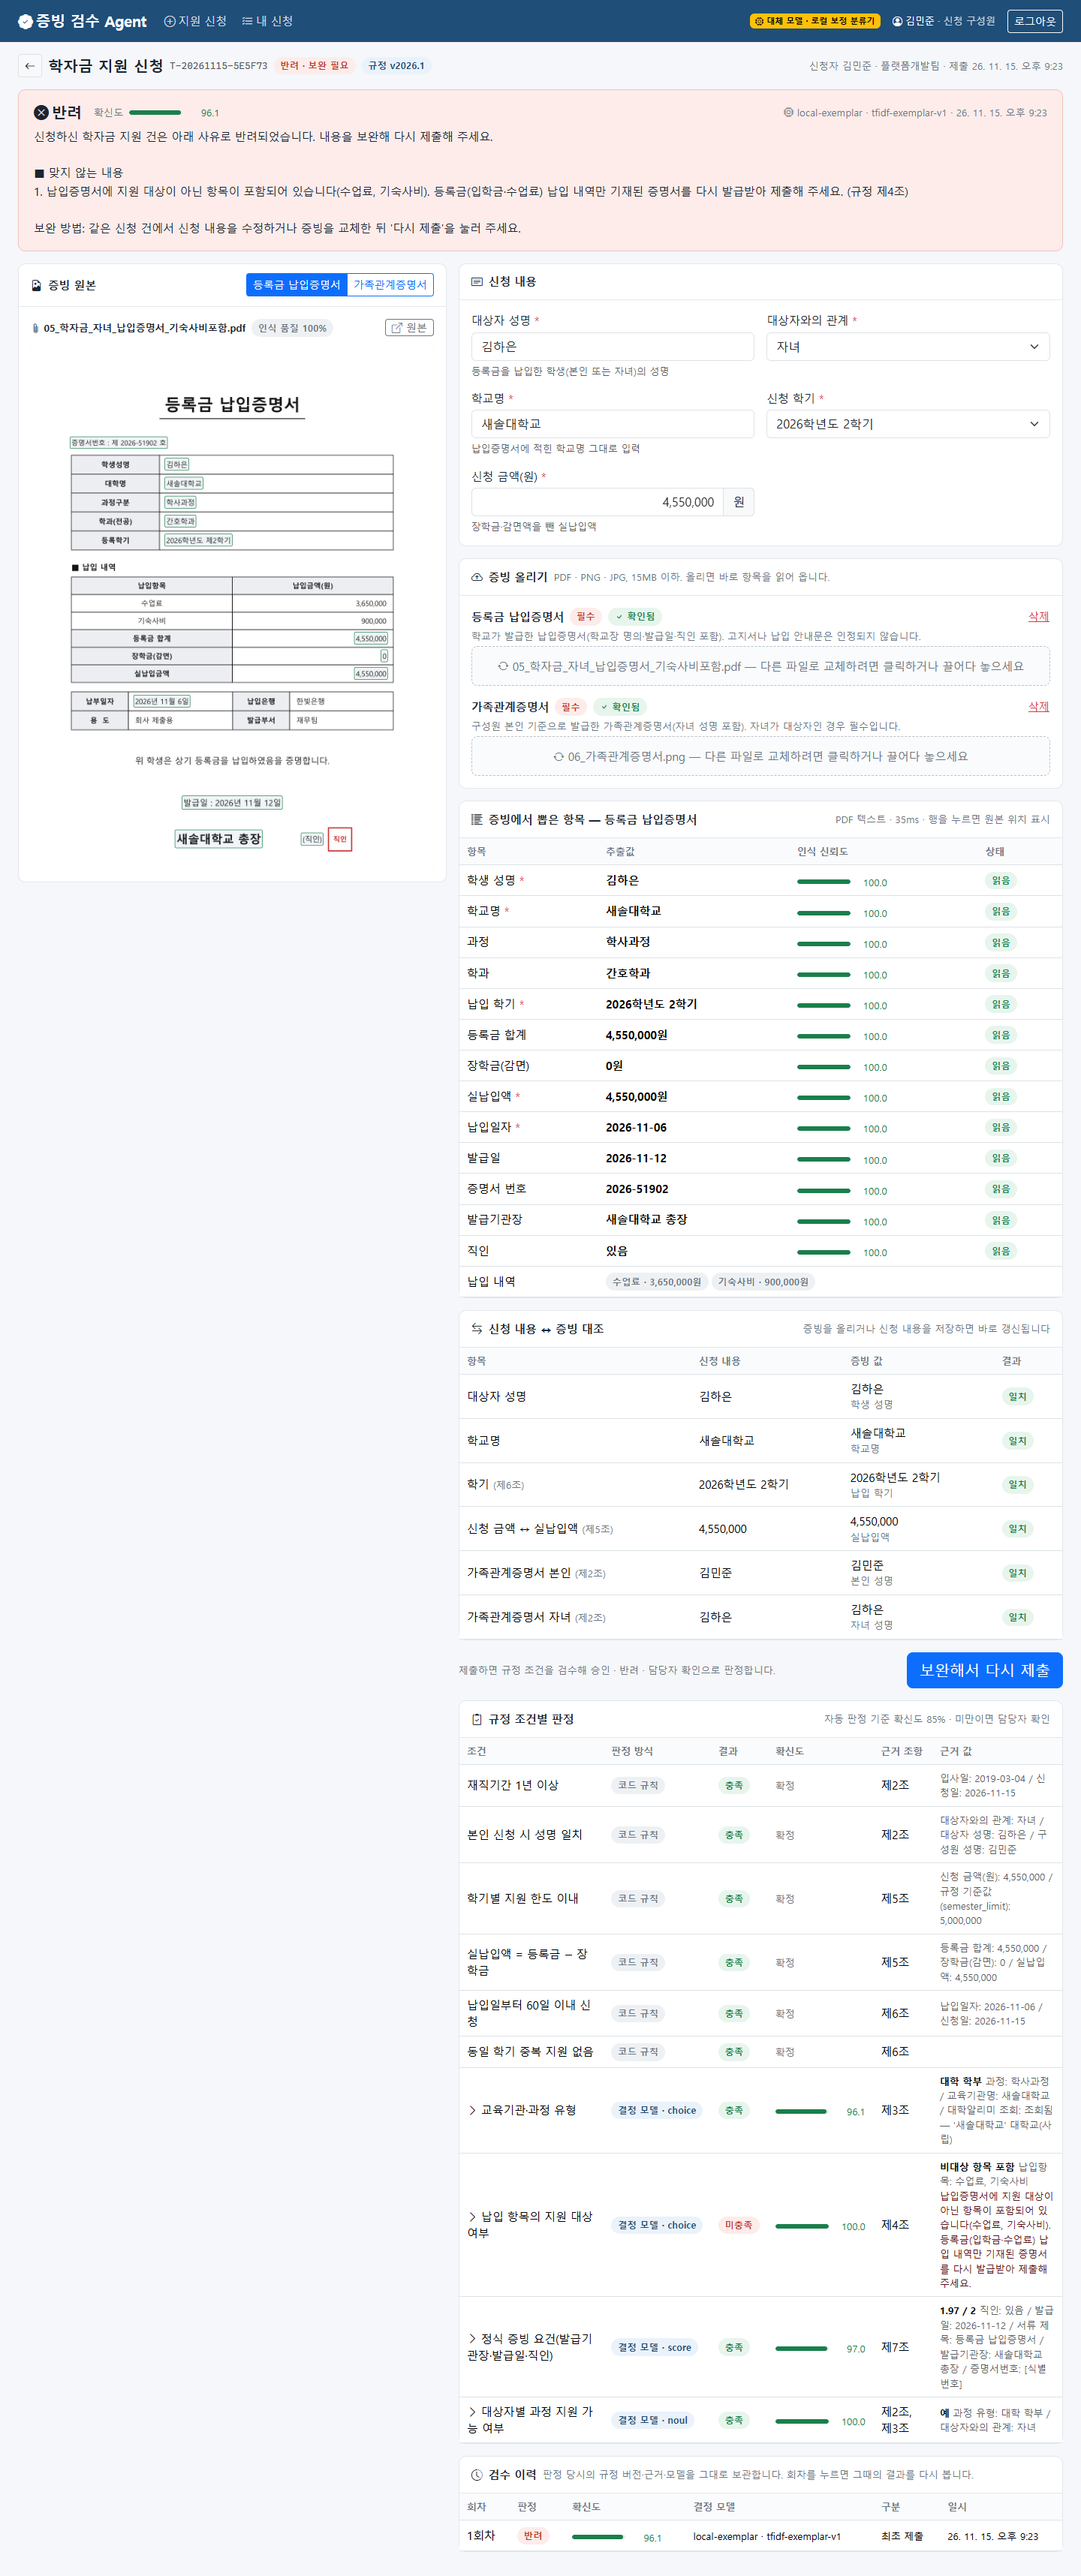 증빙 검수 Agent
지원 신청
내 신청
대체 모델 · 로컬 보정 분류기
김민준 · 신청 구성원
로그아웃
학자금 지원 신청 T-20261115-5E5F73 반려 · 보완 필요 규정 v2026.1
신청자 김민준 · 플랫폼개발팀 · 제출 26. 11. 15. 오후 9:23
반려 확신도 96.1
local-exemplar · tfidf-exemplar-v1 · 26. 11. 15. 오후 9:23
신청하신 학자금 지원 건은 아래 사유로 반려되었습니다. 내용을 보완해 다시 제출해 주세요.
■ 맞지 않는 내용
1. 납입증명서에 지원 대상이 아닌 항목이 포함되어 있습니다(수업료, 기숙사비). 등록금(입학금·수업료) 납입 내역만 기재된 증명서를 다시 발급받아 제출해 주세요. (규정 제4조)
보완 방법: 같은 신청 건에서 신청 내용을 수정하거나 증빙을 교체한 뒤 '다시 제출'을 눌러 주세요.
증빙 원본
등록금 납입증명서 가족관계증명서
05_학자금_자녀_납입증명서_기숙사비포함.pdf 인식 품질 100%
원본
등록금 납입증명서
증명서번호 : 제 2026-51902 호
학생성명 김하은
대학명 새솔대학교
과정구분 학사과정
학과(전공) 간호학과
등록학기 2026학년도 제2학기
■ 납입 내역
납입항목 납입금액(원)
수업료 3,650,000
기숙사비 900,000
등록금 합계 4,550,000
장학금(감면) 0
실납입금액 4,550,000
납부일자 2026년 11월 6일 납입은행 한빛은행
용 도 회사 제출용 발급부서 재무팀
위 학생은 상기 등록금을 납입하였음을 증명합니다.
발급일 : 2026년 11월 12일
새솔대학교 총장 (직인) 직인
신청 내용
대상자 성명 *
김하은
등록금을 납입한 학생(본인 또는 자녀)의 성명
대상자와의 관계 *
자녀
학교명 *
새솔대학교
납입증명서에 적힌 학교명 그대로 입력
신청 학기 *
2026학년도 2학기
신청 금액(원) *
4,550,000 원
장학금·감면액을 뺀 실납입액
증빙 올리기 PDF · PNG · JPG, 15MB 이하. 올리면 바로 항목을 읽어 옵니다.
등록금 납입증명서 필수 확인됨 삭제
학교가 발급한 납입증명서(학교장 명의·발급일·직인 포함). 고지서나 납입 안내문은 인정되지 않습니다.
05_학자금_자녀_납입증명서_기숙사비포함.pdf — 다른 파일로 교체하려면 클릭하거나 끌어다 놓으세요
가족관계증명서 필수 확인됨 삭제
구성원 본인 기준으로 발급한 가족관계증명서(자녀 성명 포함). 자녀가 대상자인 경우 필수입니다.
06_가족관계증명서.png — 다른 파일로 교체하려면 클릭하거나 끌어다 놓으세요
증빙에서 뽑은 항목 — 등록금 납입증명서
PDF 텍스트 · 35ms · 행을 누르면 원본 위치 표시
항목 추출값 인식 신뢰도 상태
학생 성명 * 김하은 100.0 읽음
학교명 * 새솔대학교 100.0 읽음
과정 학사과정 100.0 읽음
학과 간호학과 100.0 읽음
납입 학기 * 2026학년도 2학기 100.0 읽음
등록금 합계 4,550,000원 100.0 읽음
장학금(감면) 0원 100.0 읽음
실납입액 * 4,550,000원 100.0 읽음
납입일자 * 2026-11-06 100.0 읽음
발급일 2026-11-12 100.0 읽음
증명서 번호 2026-51902 100.0 읽음
발급기관장 새솔대학교 총장 100.0 읽음
직인 있음 100.0 읽음
납입 내역 수업료 · 3,650,000원 기숙사비 · 900,000원
신청 내용 ↔ 증빙 대조
증빙을 올리거나 신청 내용을 저장하면 바로 갱신됩니다
항목 신청 내용 증빙 값 결과
대상자 성명 김하은 김하은 일치
학생 성명
학교명 새솔대학교 새솔대학교 일치
학교명
학기 (제6조) 2026학년도 2학기 2026학년도 2학기 일치
납입 학기
신청 금액 ↔ 실납입액 (제5조) 4,550,000 4,550,000 일치
실납입액
가족관계증명서 본인 (제2조) 김민준 김민준 일치
본인 성명
가족관계증명서 자녀 (제2조) 김하은 김하은 일치
자녀 성명
제출하면 규정 조건을 검수해 승인 · 반려 · 담당자 확인으로 판정합니다.
보완해서 다시 제출
규정 조건별 판정
자동 판정 기준 확신도 85% · 미만이면 담당자 확인
조건 판정 방식 결과 확신도 근거 조항 근거 값
재직기간 1년 이상 코드 규칙 충족 확정 제2조 입사일: 2019-03-04 / 신
청일: 2026-11-15
본인 신청 시 성명 일치 코드 규칙 충족 확정 제2조 대상자와의 관계: 자녀 /
대상자 성명: 김하은 / 구
성원 성명: 김민준
학기별 지원 한도 이내 코드 규칙 충족 확정 제5조 신청 금액(원): 4,550,000 /
규정 기준값
(semester_limit):
5,000,000
실납입액 = 등록금 − 장
학금 코드 규칙 충족 확정 제5조 등록금 합계: 4,550,000 /
장학금(감면): 0 / 실납입
액: 4,550,000
납입일부터 60일 이내 신
청 코드 규칙 충족 확정 제6조 납입일자: 2026-11-06 /
신청일: 2026-11-15
동일 학기 중복 지원 없음 코드 규칙 충족 확정 제6조
교육기관·과정 유형 결정 모델 · choice 충족 96.1 제3조 대학 학부 과정: 학사과정
/ 교육기관명: 새솔대학교
/ 대학알리미 조회: 조회됨
— '새솔대학교' 대학교(사
립)
납입 항목의 지원 대상
여부 결정 모델 · choice 미충족 100.0 제4조 비대상 항목 포함 납입항
목: 수업료, 기숙사비
납입증명서에 지원 대상이
아닌 항목이 포함되어 있
습니다(수업료, 기숙사비).
등록금(입학금·수업료) 납
입 내역만 기재된 증명서
를 다시 발급받아 제출해
주세요.
정식 증빙 요건(발급기
관장·발급일·직인) 결정 모델 · score 충족 97.0 제7조 1.97 / 2 직인: 있음 / 발급
일: 2026-11-12 / 서류 제
목: 등록금 납입증명서 /
발급기관장: 새솔대학교
총장 / 증명서번호: [식별
번호]
대상자별 과정 지원 가
능 여부 결정 모델 · noul 충족 100.0 제2조,
제3조 예 과정 유형: 대학 학부 /
대상자와의 관계: 자녀
검수 이력 판정 당시의 규정 버전·근거·모델을 그대로 보관합니다. 회차를 누르면 그때의 결과를 다시 봅니다.
회차 판정 확신도 결정 모델 구분 일시
1회차 반려 96.1 local-exemplar · tfidf-exemplar-v1 최초 제출 26. 11. 15. 오후 9:23